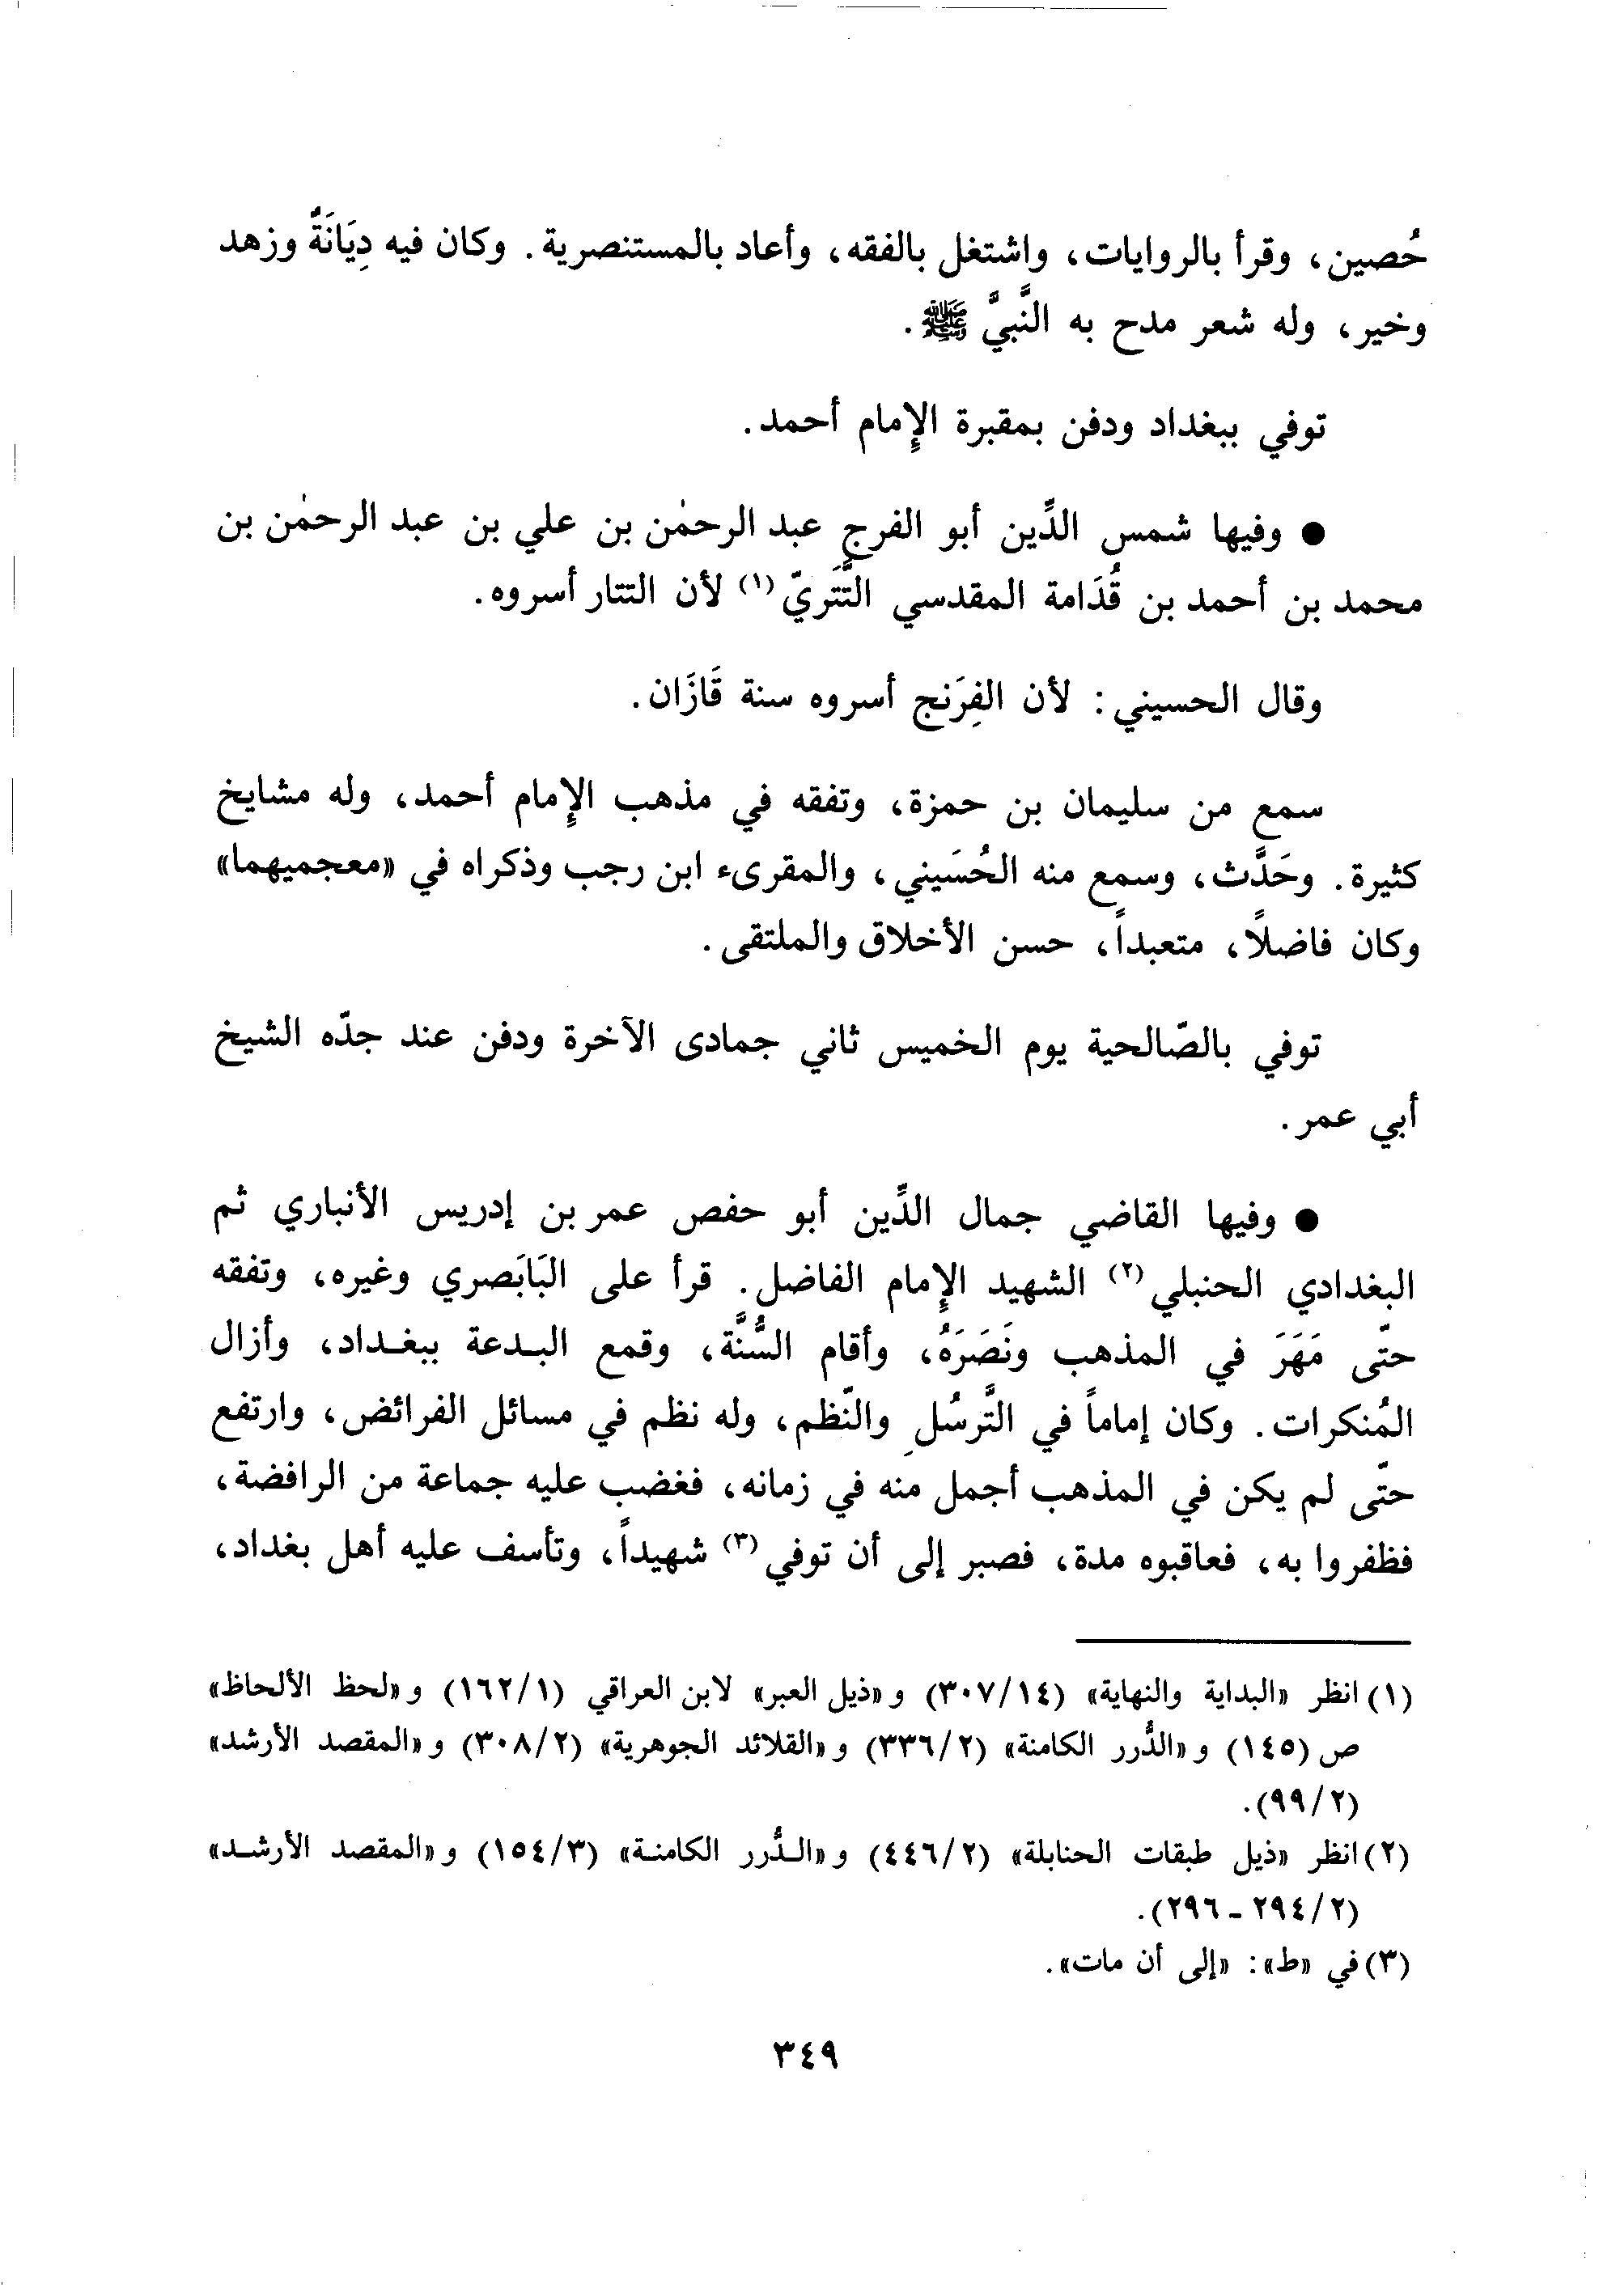 حُصين، وقرأ بالروايات، واشتغل بالفقه، وأعاد بالمستنصرية. وكان فيه دِيَانَةٌ وزهد
وخير، وله شعر مدح به النَّبيَّ ﷺ.
توفي ببغداد ودفن بمقبرة الإمام أحمد.
● وفيها شمس الدِّين أبو الفرج عبد الرحمٰن بن علي بن عبد الرحمٰن بن
محمد بن أحمد بن قُدَامة المقدسي التَّتَريّ (١) لأن التتار أسروه.
وقال الحسيني: لأن الفِرَنج أسروه سنة قَازَان.
سمع من سليمان بن حمزة، وتفقه في مذهب الإمام أحمد، وله مشايخ
كثيرة. وحَدَّث، وسمع منه الحُسَيني، والمقرىء ابن رجب وذكراه في «معجميهما»
وكان فاضلاً، متعبداً، حسن الأخلاق والملتقى.
توفي بالصّالحية يوم الخميس ثاني جمادى الآخرة ودفن عند جدّه الشيخ
أبي عمر.
● وفيها القاضي جمال الدِّين أبو حفص عمر بن إدريس الأنباري ثم
البغدادي الحنبلي (٢) الشهيد الإمام الفاضل. قرأ على البَابَصري وغيره، وتفقه
حتّى مَهَرَ في المذهب ونَصَرَهُ، وأقام السُّنَّة، وقمع البدعة ببغداد، وأزال
المُنكرات. وكان إماماً في التَّرسُلِ والنّظم، وله نظم في مسائل الفرائض، وارتفع
حتّى لم يكن في المذهب أجمل منه في زمانه، فغضب عليه جماعة من الرافضة،
فظفروا به، فعاقبوه مدة، فصبر إلى أن توفي (٣) شهيداً، وتأسف عليه أهل بغداد،
(١) انظر «البداية والنهاية» (٣٠٧/١٤) و «ذيل العبر» لابن العراقي (١٦٢/١) و «لحظ الألحاظ»
ص (١٤٥) و «الدُّرر الكامنة» (٣٣٦/٢) و «القلائد الجوهرية» (٣٠٨/٢) و «المقصد الأرشد»
(٩٩/٢).
(٢) انظر «ذيل طبقات الحنابلة» (٤٤٦/٢) و «الدُّرر الكامنة» (١٥٤/٣) و «المقصد الأرشد»
(٢٩٤/٢ - ٢٩٦).
(٣) في «ط»: «إلى أن مات».
٣٤٩